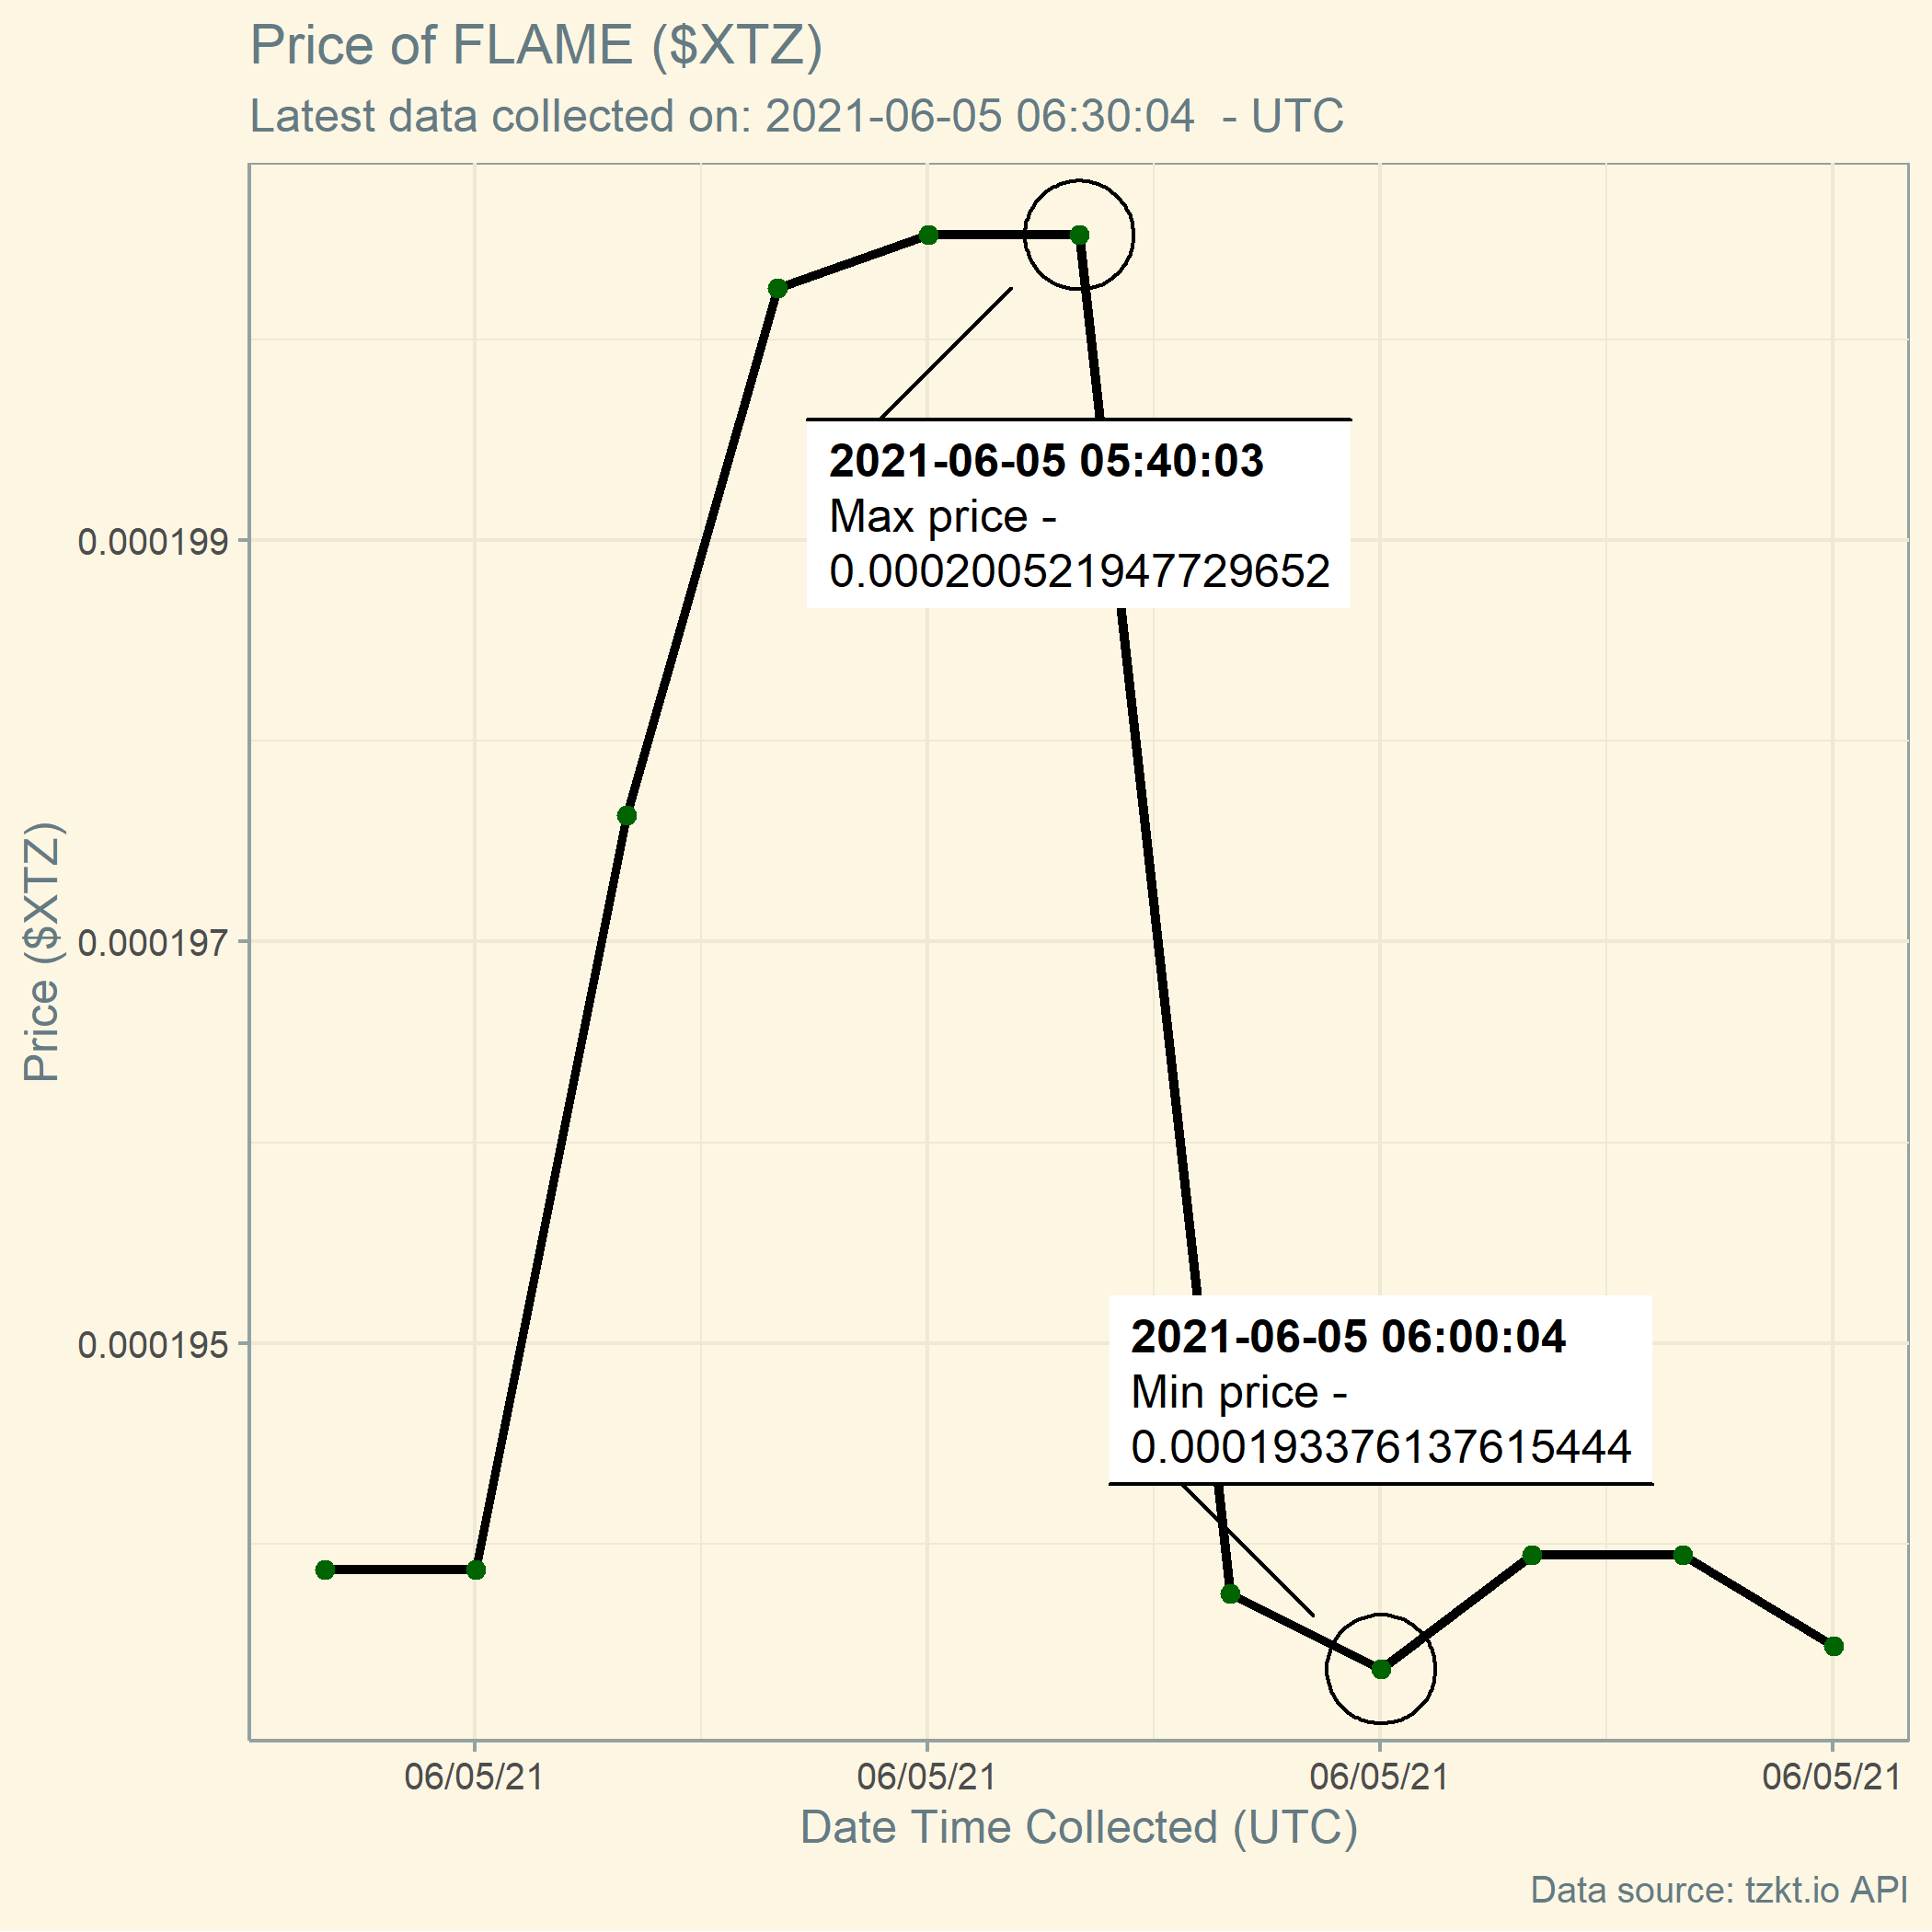 Price of FLAME ($XTZ)
Latest data collected on: 2021-06-05 06:30:04  - UTC
2021-06-05 05:40:03
Max price -
0.000200521947729652
0.000199
0.000197
0.000195
Price ($XTZ)
2021-06-05 06:00:04
Min price -
0.000193376137615444
06/05/21 06/05/21 06/05/21 06/05/21
Date Time Collected (UTC)
Data source: tzkt.io API